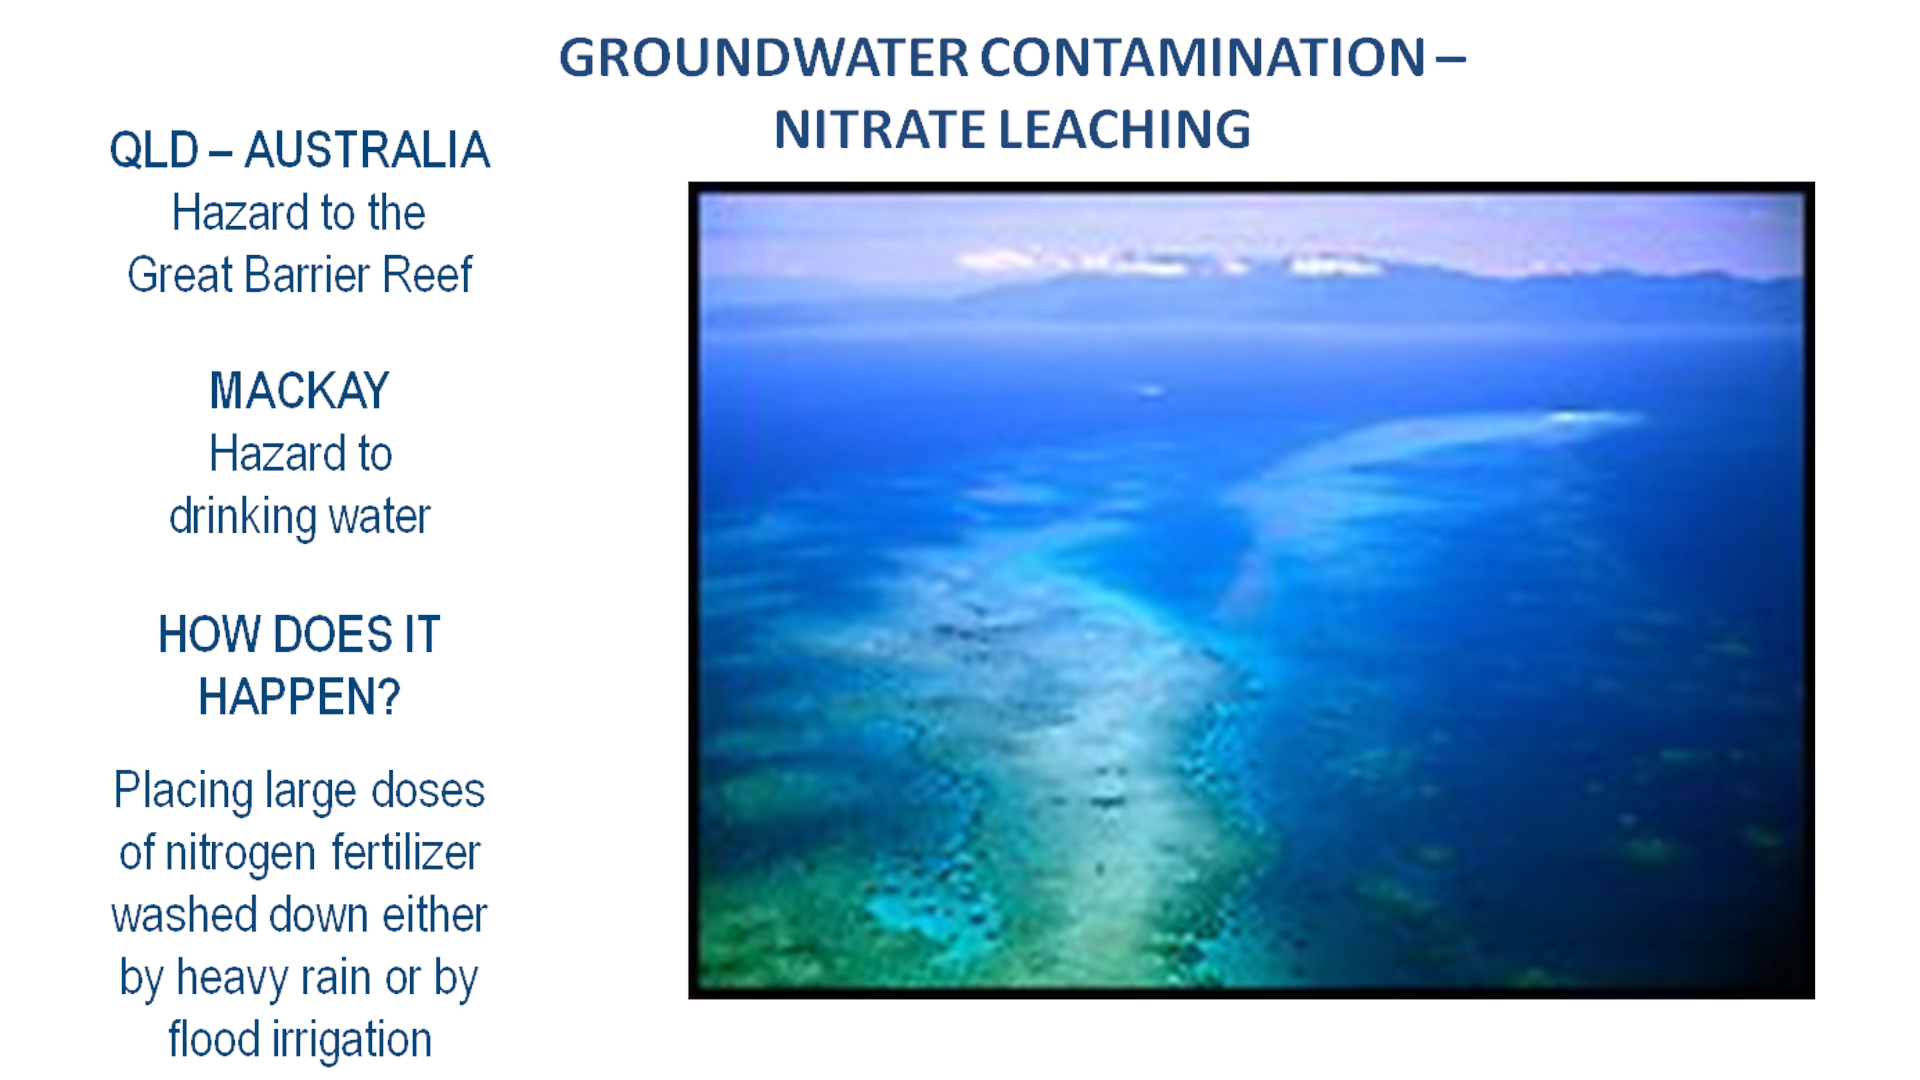 GROUNDWATER CONTAMINATION –
NITRATE LEACHING
QLD – AUSTRALIA
Hazard to the
Great Barrier Reef
MACKAY
Hazard to
drinking water
HOW DOES IT
HAPPEN?
Placing large doses
of nitrogen fertilizer
washed down either
by heavy rain or by
flood irrigation